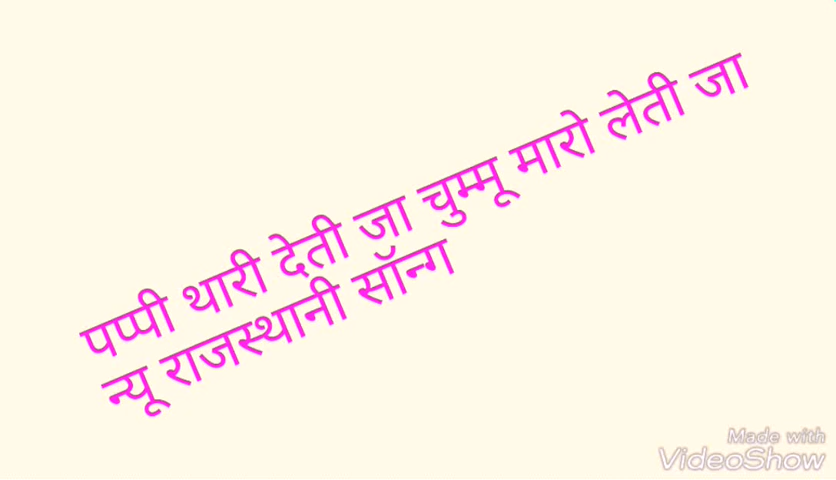 पप्पी थारी देती जा चुम्मू मारो लेती जा
न्यू राजस्थानी सॉन्ग
Made with
VideoShow